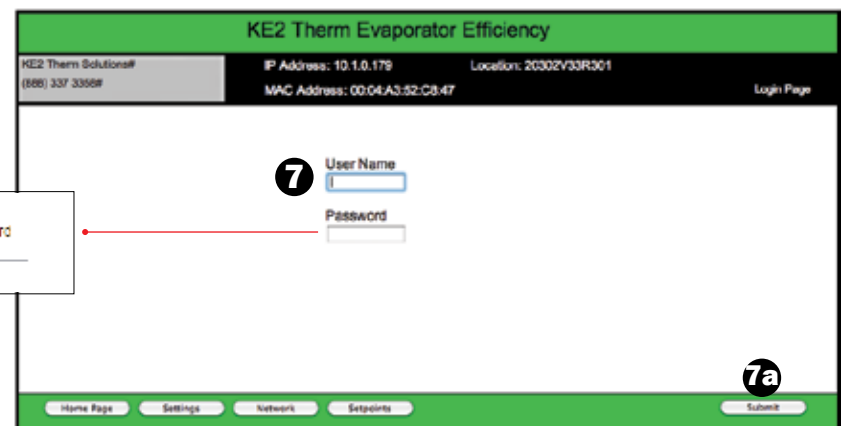 KE2 Therm Evaporator Efficiency
KE2 Therm Solutions#
(888) 337 3358#
IP Address: 10.1.0.179
Location: 20302V33R301
MAC Address: 00:04:A3:52:C8:47
Login Page
7
User Name
Password
rd
7a
Home Page
Settings
Network
Setpoints
Submit